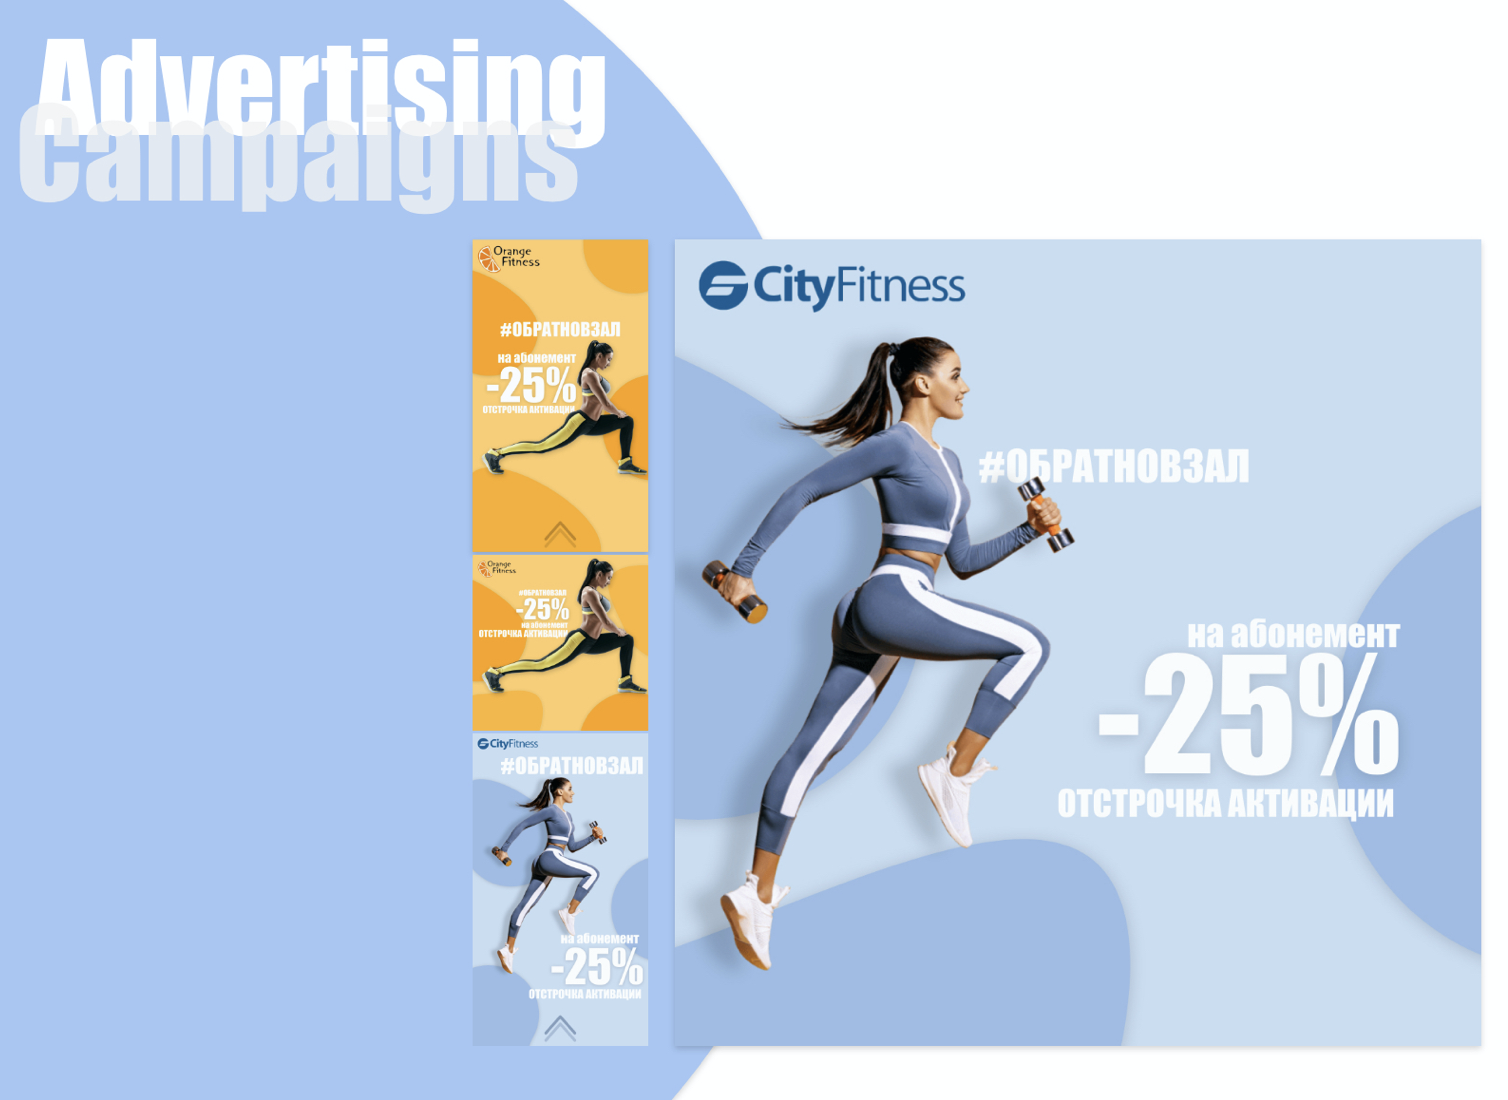 Advertising
Campaigns
Orange
Fitness
#ОБРАТНОВЗАЛ
на абонемент
-25%
ОТСТРОЧКА АКТИВАЦИИ
Orange
Fitness
#ОБРАТНОВЗАЛ
-25%
на абонемент
ОТСТРОЧКА АКТИВАЦИИ
CityFitness
#ОБРАТНОВЗАЛ
на абонемент
-25%
ОТСТРОЧКА АКТИВАЦИИ
CityFitness
#ОБРАТНОВЗАЛ
на абонемент
-25%
ОТСТРОЧКА АКТИВАЦИИ